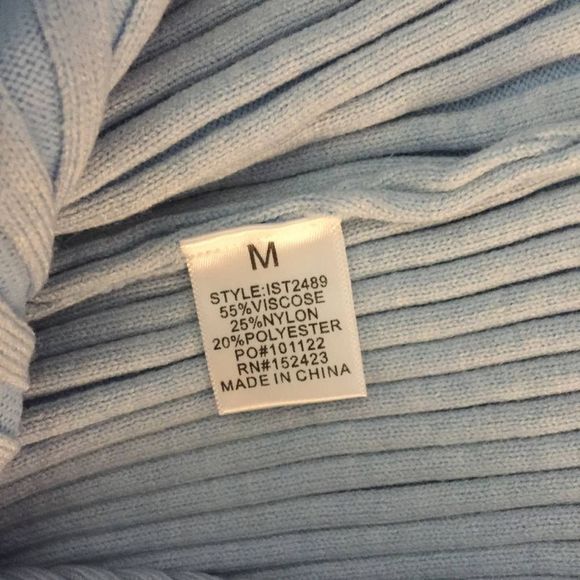 M
STYLE:IST2489
55%VISCOSE
25%NYLON
20%POLYESTER
PO#101122
RN#152423
MADE IN CHINA